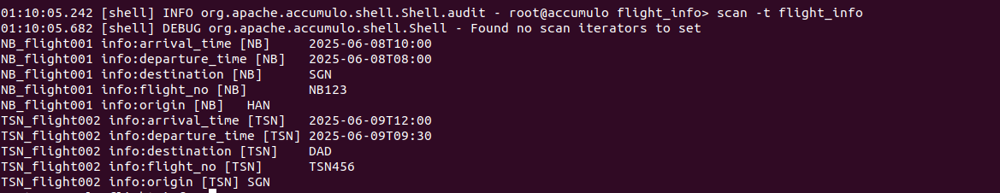 01:10:05.242 [shell] INFO org.apache.accumulo.shell.Shell.audit - root@accumulo flight_info> scan -t flight_info
01:10:05.682 [shell] DEBUG org.apache.accumulo.shell.Shell - Found no scan iterators to set
NB_flight001 info:arrival_time [NB]    2025-06-08T10:00
NB_flight001 info:departure_time [NB]    2025-06-08T08:00
NB_flight001 info:destination [NB]    SGN
NB_flight001 info:flight_no [NB]    NB123
NB_flight001 info:origin [NB]    HAN
TSN_flight002 info:arrival_time [TSN]    2025-06-09T12:00
TSN_flight002 info:departure_time [TSN] 2025-06-09T09:30
TSN_flight002 info:destination [TSN]    DAD
TSN_flight002 info:flight_no [TSN]    TSN456
TSN_flight002 info:origin [TSN] SGN